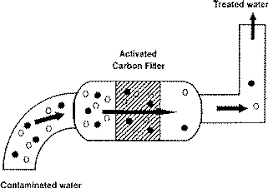 Treated water
Activated
Carbon Filter
Contaminated water